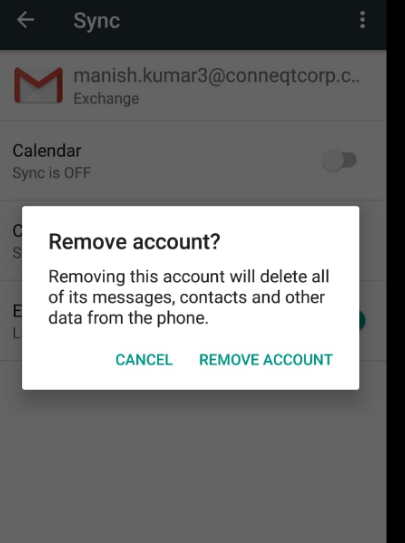 Sync
manish.kumar3@conneqtcorp.c..
Exchange
Calendar
Sync is OFF
C
S
Remove account?
Removing this account will delete all
of its messages, contacts and other
data from the phone.
E
L
CANCEL REMOVE ACCOUNT